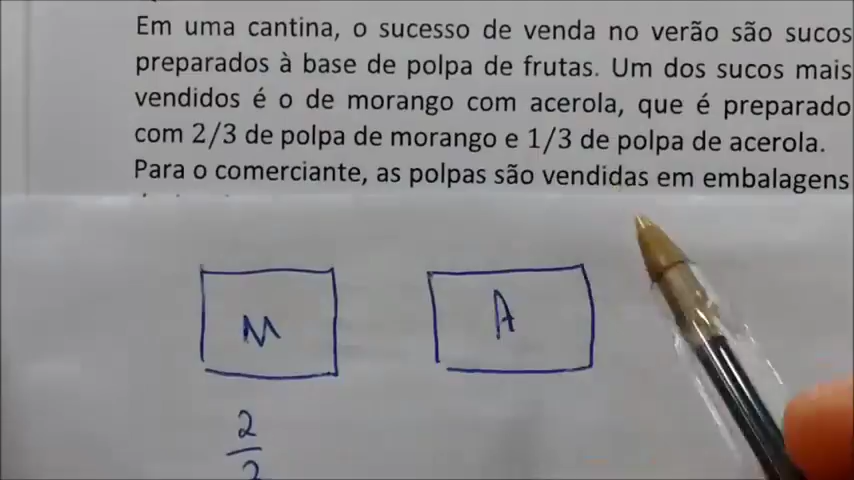 Em uma cantina, o sucesso de venda no verão são sucos
preparados à base de polpa de frutas. Um dos sucos mais
vendidos é o de morango com acerola, que é preparado
com 2/3 de polpa de morango e 1/3 de polpa de acerola.
Para o comerciante, as polpas são vendidas em embalagens
M A
2